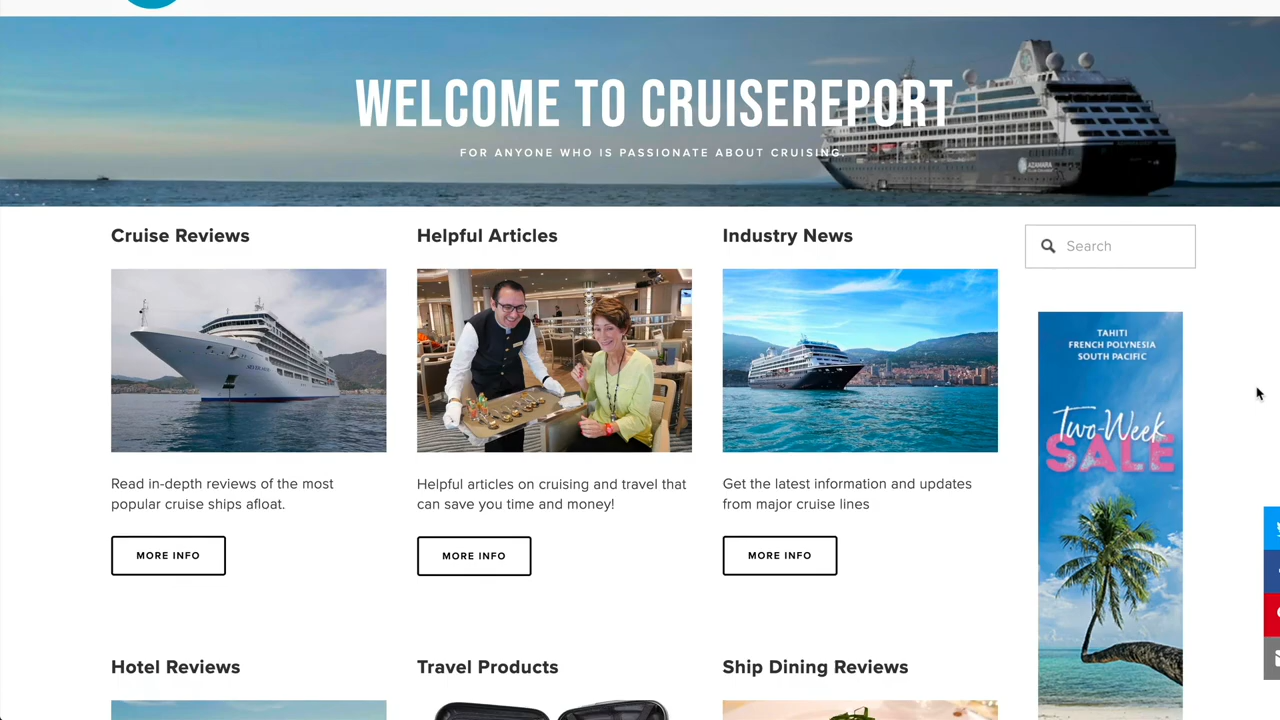 WELCOME TO CRUISEREPORT
FOR ANYONE WHO IS PASSIONATE ABOUT CRUISING
AZAMARA
Cruise Reviews
Helpful Articles
Industry News
Search
Read in-depth reviews of the most
popular cruise ships afloat.
MORE INFO
Helpful articles on cruising and travel that
can save you time and money!
MORE INFO
Get the latest information and updates
from major cruise lines
MORE INFO
TAHITI
FRENCH POLYNESIA
SOUTH PACIFIC
Two-Week
SALE
Hotel Reviews
Travel Products
Ship Dining Reviews